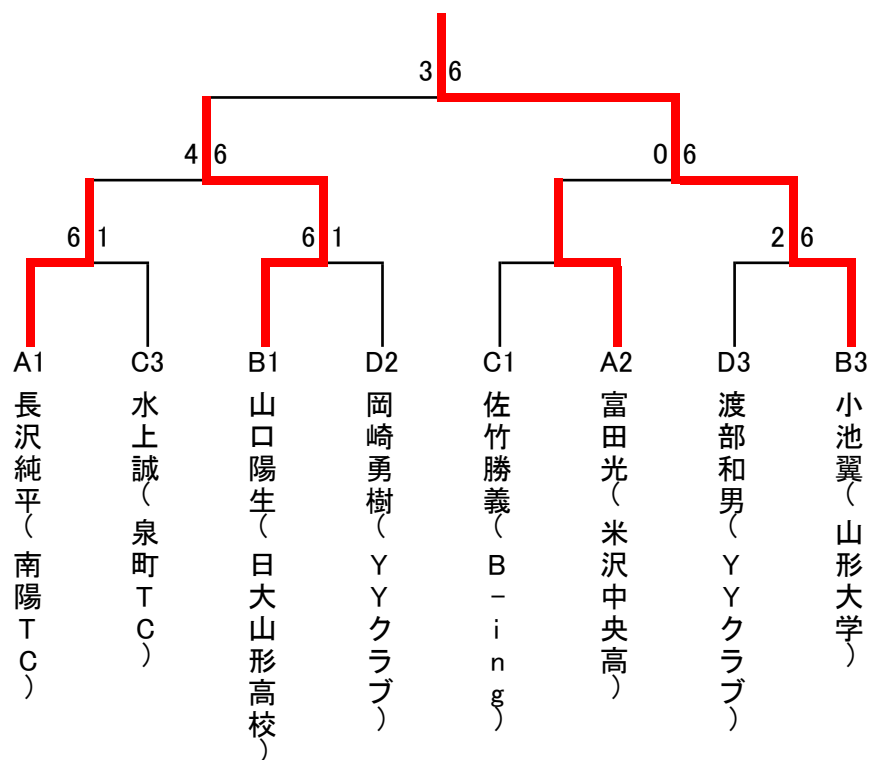 3 6
4 6
0 6
6 1
6 1
2 6
A1
C3
B1
D2
C1
A2
D3
B3
長沢純平(南陽TC)
水上誠(泉町TC)
山口陽生(日大山形高校)
岡崎勇樹(YYクラブ)
佐竹勝義(B-ing)
富田光(米沢中央高)
渡部和男(YYクラブ)
小池翼(山形大学)